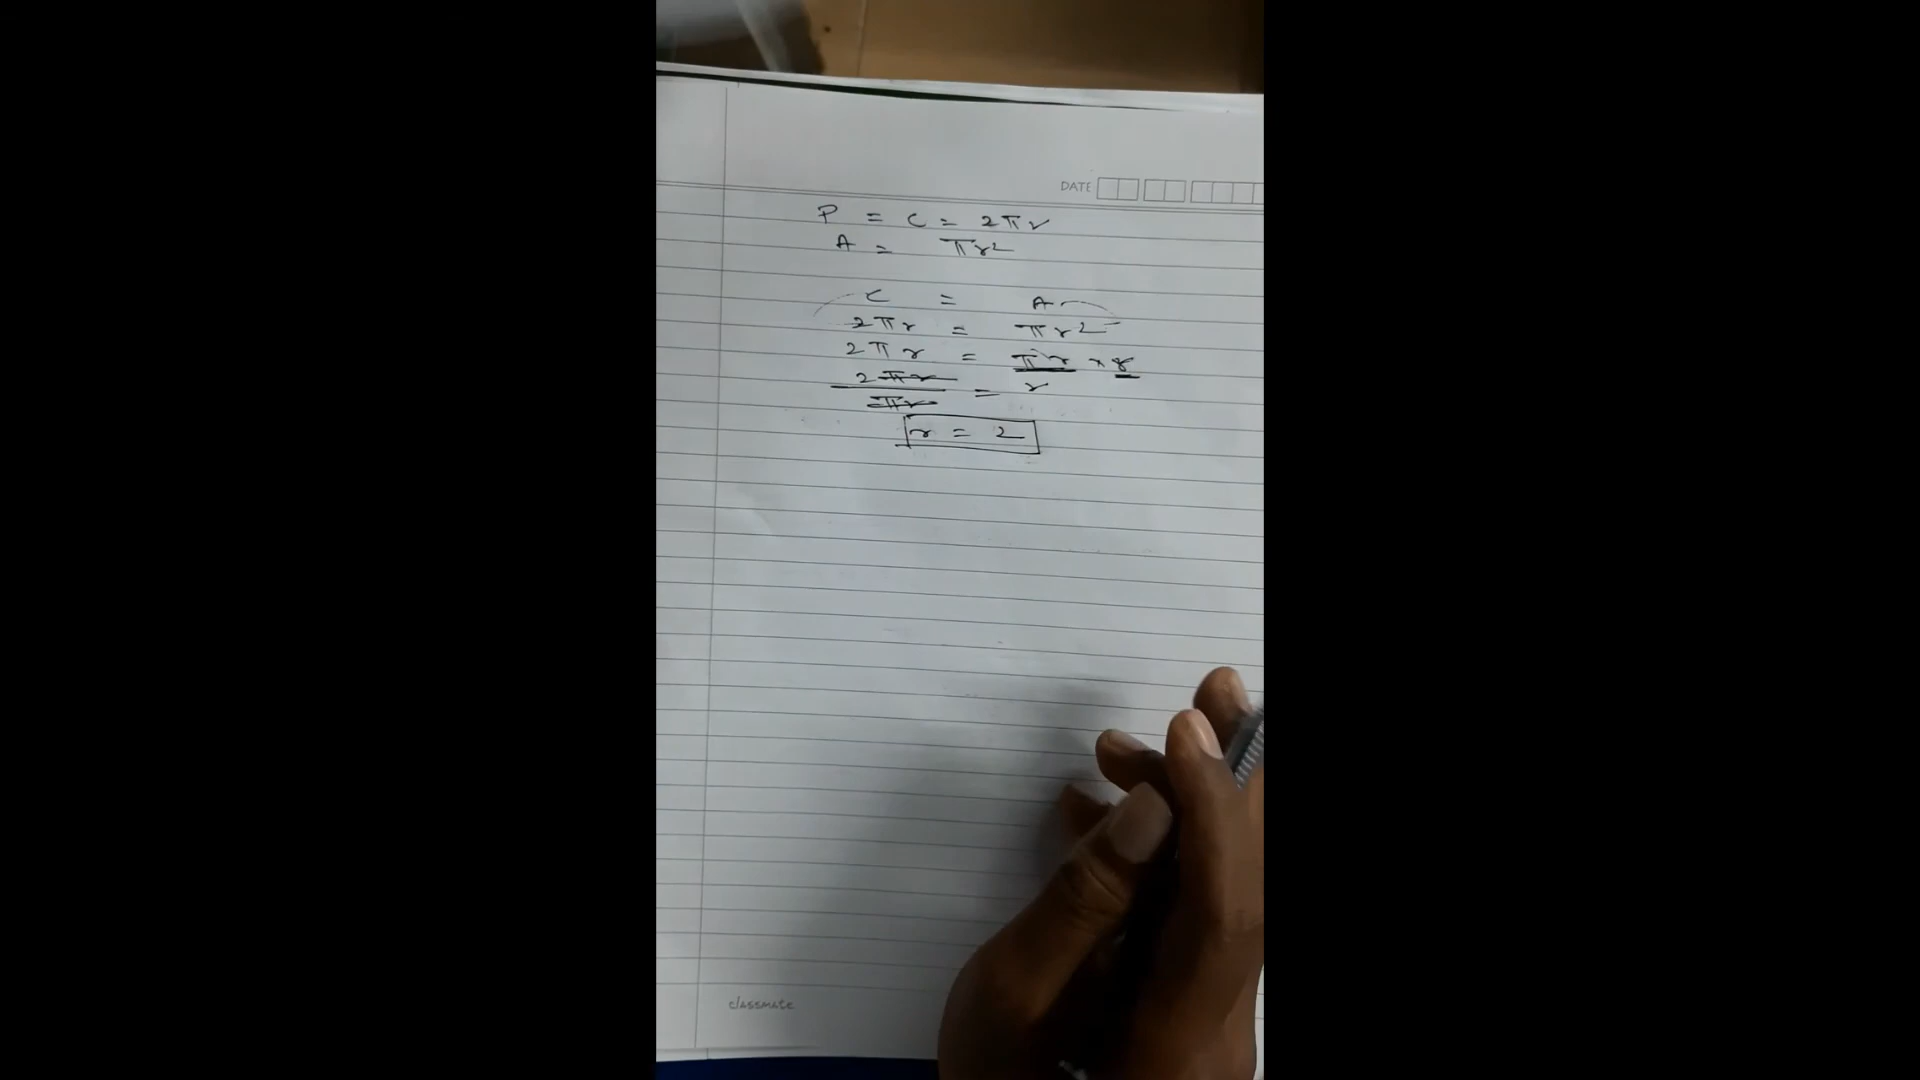 DATE
P = C = 2πr
A = πr²
C = A
2πr = πr²
2πr = πr × r
2πr / πr = r
r = 2
classmate